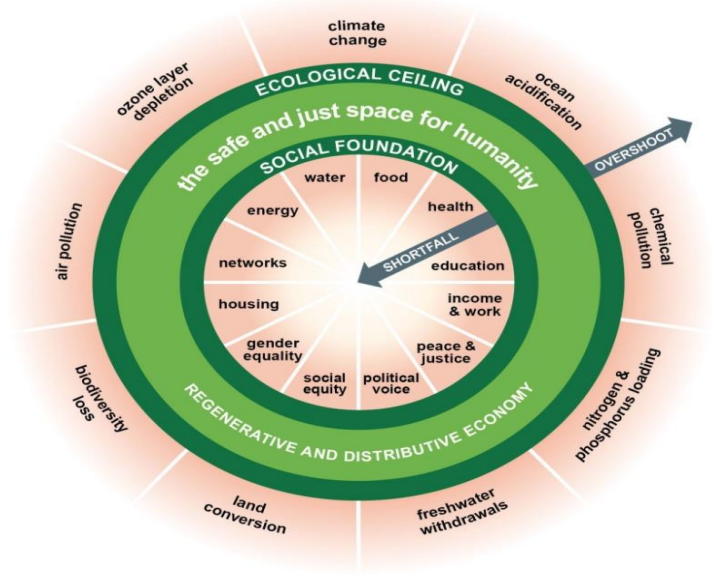 climate
change
ocean
acidification
chemical
pollution
nitrogen &
phosphorus loading
freshwater
withdrawals
land
conversion
biodiversity
loss
air pollution
ozone layer
depletion
ECOLOGICAL CEILING
the safe and just space for humanity
SOCIAL FOUNDATION
OVERSHOOT
SHORTFALL
water
food
health
education
income
& work
peace &
justice
political
voice
social
equity
gender
equality
housing
networks
energy
REGENERATIVE AND DISTRIBUTIVE ECONOMY